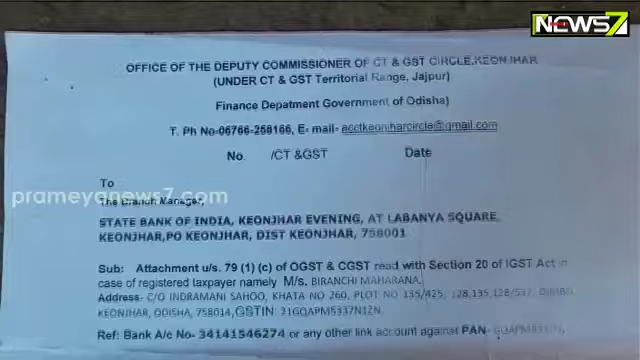 NEWS7
OFFICE OF THE DEPUTY COMMISSIONER OF CT & GST CIRCLE,KEONJHAR
(UNDER CT & GST Territorial Range, Jajpur)
Finance Depatment Government of Odisha)
T. Ph No-06766-258166, E- mail- acctkeonjharcircle@gmail.com
No. /CT &GST Date
To
prameyanews7.com
The Branch Manager,
STATE BANK OF INDIA, KEONJHAR EVENING, AT LABANYA SQUARE,
KEONJHAR,PO KEONJHAR, DIST KEONJHAR, 758001
Sub: Attachment u/s. 79 (1) (c) of OGST & CGST read with Section 20 of IGST Act in
case of registered taxpayer namely M/s. BIRANCHI MAHARANA,
Address- C/O INDRAMANI SAHOO, KHATA NO 260, PLOT NO 135/425, 128,135,128/537,
KEONJHAR, ODISHA, 758014, GSTIN: 21GQAPM5337N1ZN.
Ref: Bank A/c No- 34141546274 or any other link account against PAN-